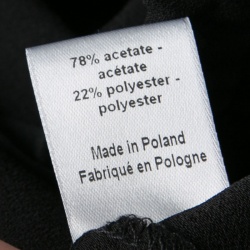 78% acetate -
acétate
22% polyester -
polyester
Made in Poland
Fabriqué en Pologne